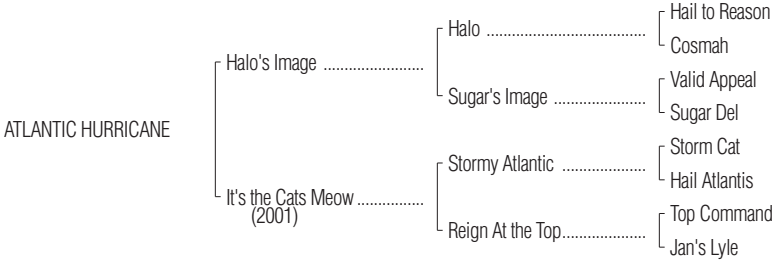 Hail to Reason
Halo ....................................
Cosmah
Halo's Image .......................
Valid Appeal
Sugar's Image .....................
Sugar Del
ATLANTIC HURRICANE
Storm Cat
Stormy Atlantic ...................
Hail Atlantis
It's the Cats Meow ...............
(2001)
Top Command
Reign At the Top...................
Jan's Lyle